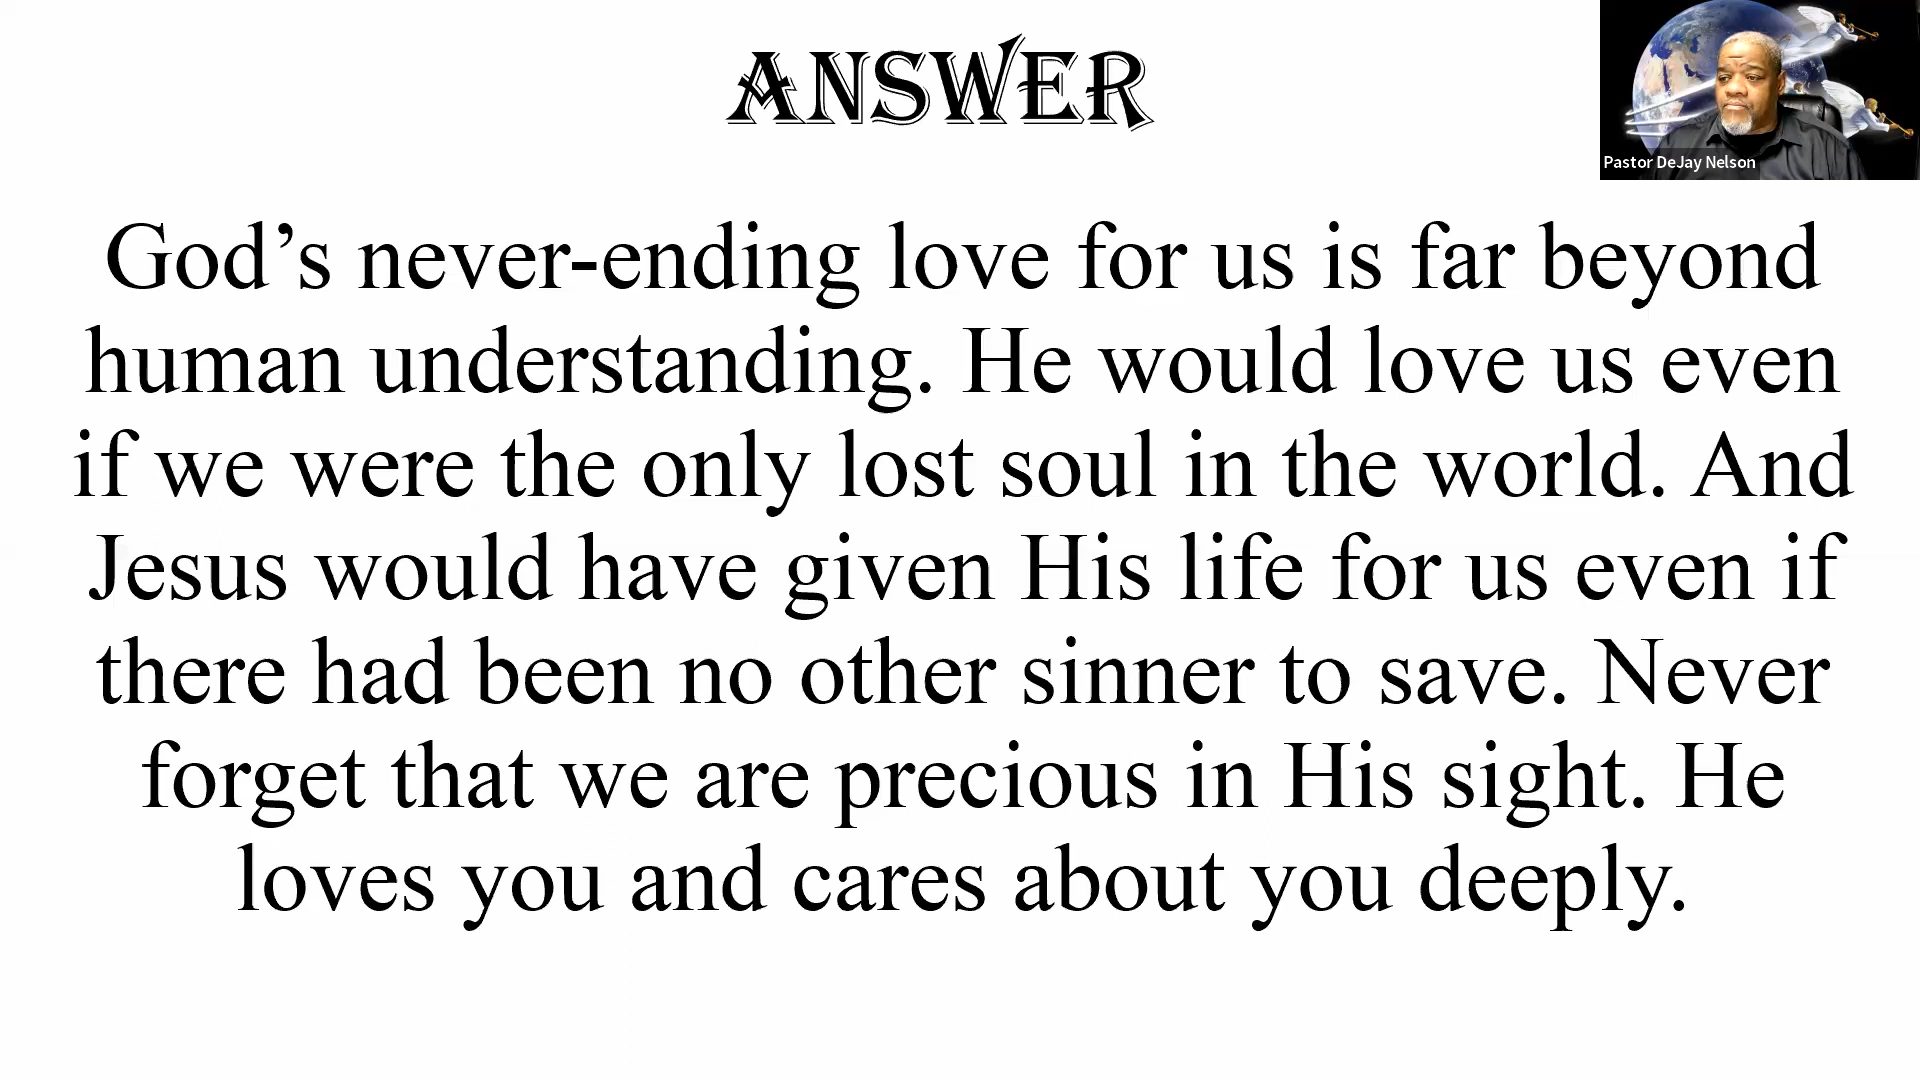 ANSWER
Pastor DeJay Nelson
God’s never-ending love for us is far beyond
human understanding. He would love us even
if we were the only lost soul in the world. And
Jesus would have given His life for us even if
there had been no other sinner to save. Never
forget that we are precious in His sight. He
loves you and cares about you deeply.